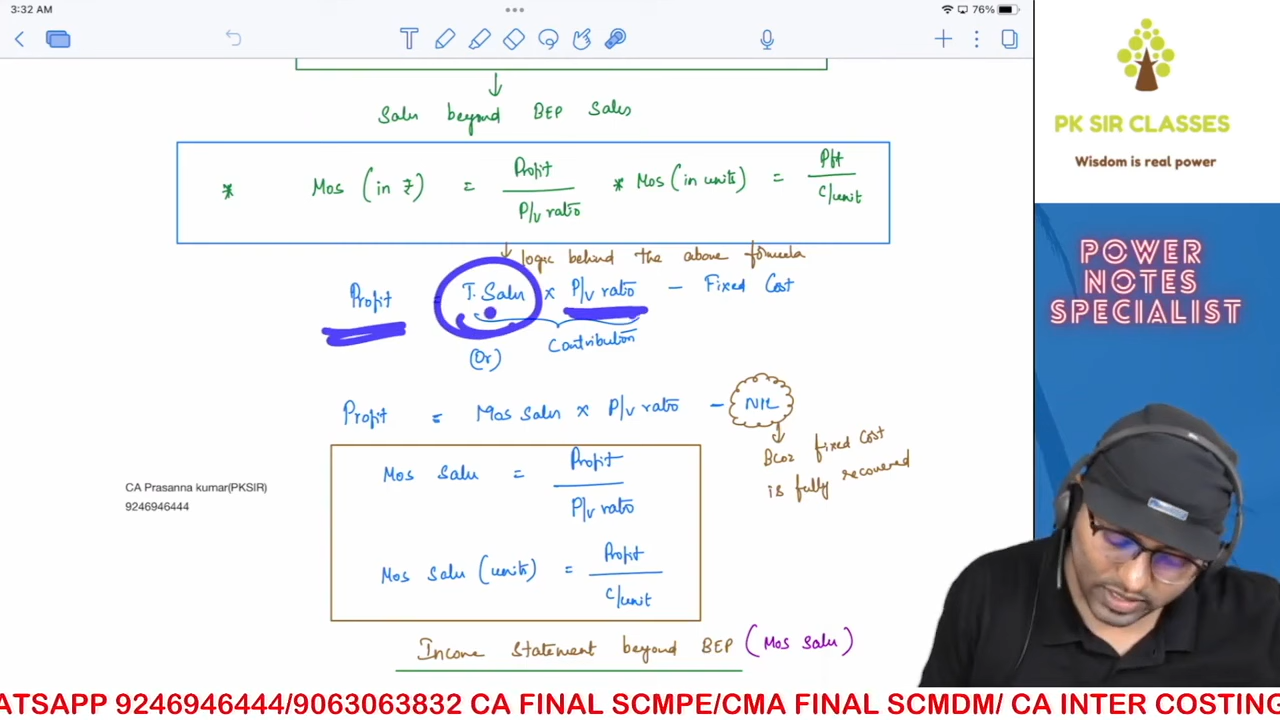 3:32 AM
76%
Sales beyond BEP Sales
* Mos (in ₹) = Profit / P/v ratio * Mos (in units) = Pft / C/unit
logic behind the above formula
Profit = T. Sales × P/v ratio - Fixed Cost
(Or) Contribution
Profit = Mos Sales × P/v ratio - NIL
Bcoz fixed cost
is fully recovered
Mos Sales = Profit / P/v ratio
Mos Sales (units) = Profit / C/unit
Income Statement beyond BEP (Mos Sales)
CA Prasanna kumar(PKSIR)
9246946444
PK SIR CLASSES
Wisdom is real power
POWER
NOTES
SPECIALIST
ATSAPP 9246946444/9063063832 CA FINAL SCMPE/CMA FINAL SCMDM/ CA INTER COSTING